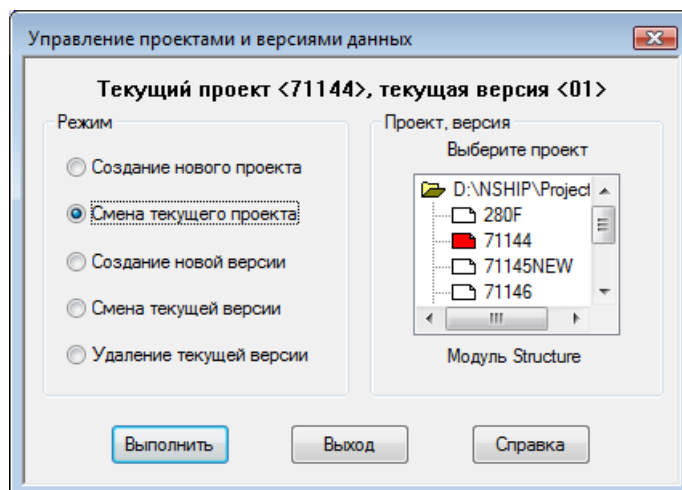 Управление проектами и версиями данных
Текущий проект <71144>, текущая версия <01>
Режим
Создание нового проекта
Смена текущего проекта
Создание новой версии
Смена текущей версии
Удаление текущей версии
Проект, версия
Выберите проект
D:\NSHIP\Project
280F
71144
71145NEW
71146
Модуль Structure
Выполнить
Выход
Справка